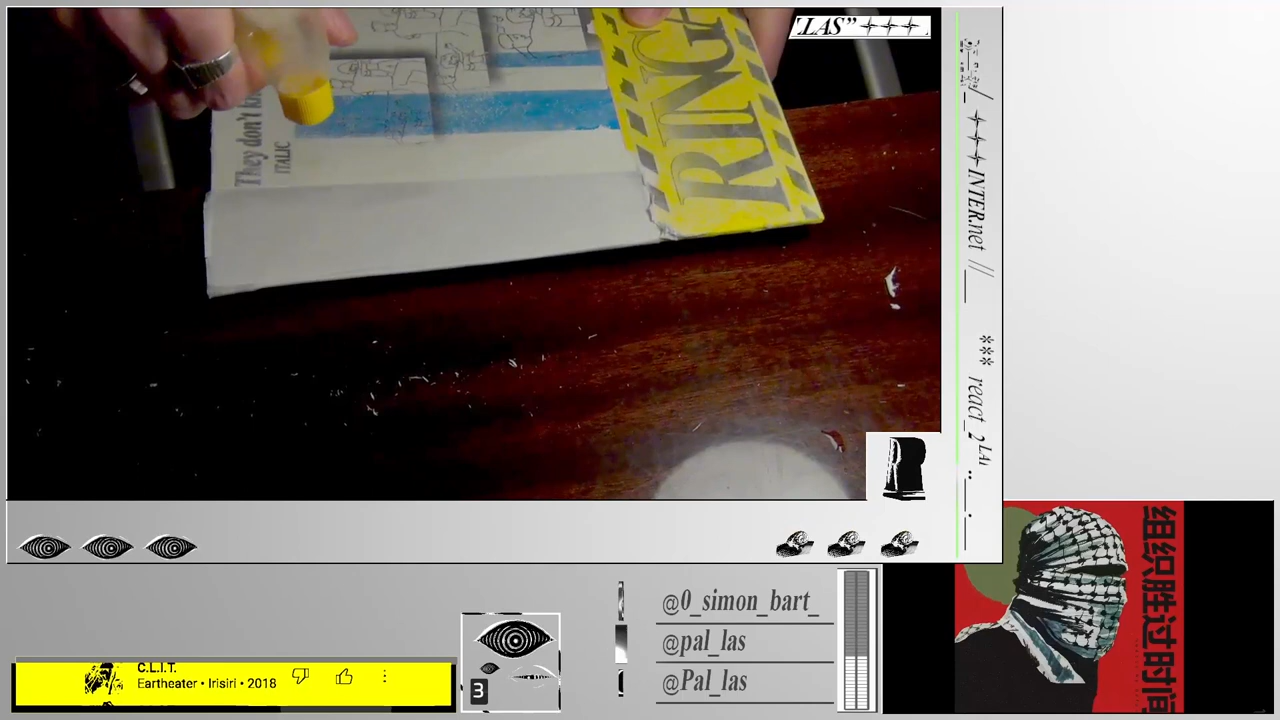 "LAS"
They don't
ITALIC
RING
INTER.net //
*** react_2LAS
C.L.I.T.
Eartheater • Irisiri • 2018
3
@0_simon_bart_
@pal_las
@Pal_las
组织胜过时间